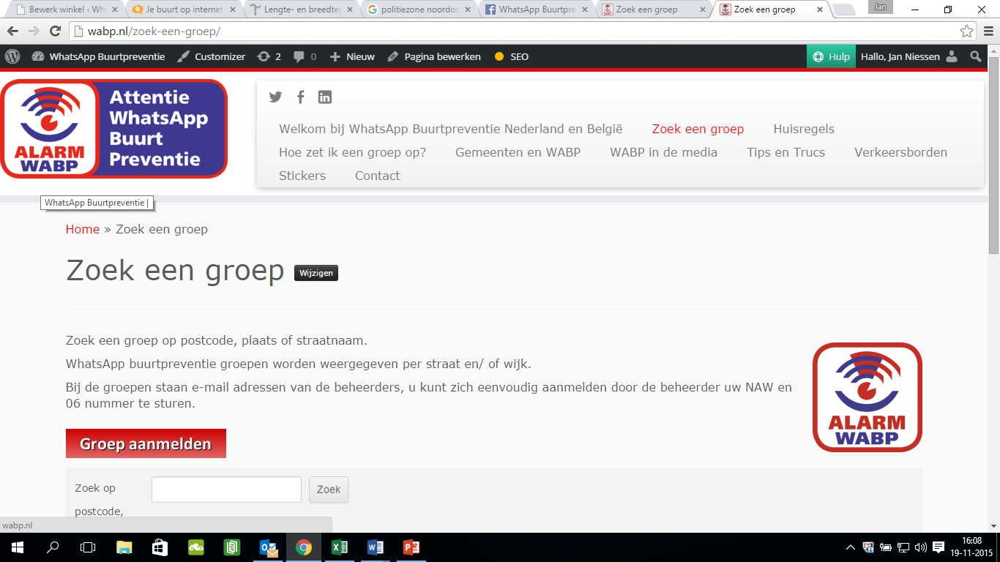 Bewerk winkel ‹ Wh
Je buurt op internet
Lengte- en breedteg
politiezone noordoo
WhatsApp Buurtpre
Zoek een groep
Zoek een groep
Jan
wabp.nl/zoek-een-groep/
WhatsApp Buurtpreventie
Customizer
2
0
Nieuw
Pagina bewerken
SEO
Hulp
Hallo, Jan Niessen
Attentie
WhatsApp
Buurt
Preventie
ALARM
WABP
Welkom bij WhatsApp Buurtpreventie Nederland en België
Zoek een groep
Huisregels
Hoe zet ik een groep op?
Gemeenten en WABP
WABP in de media
Tips en Trucs
Verkeersborden
Stickers
Contact
WhatsApp Buurtpreventie |
Home » Zoek een groep
Zoek een groep Wijzigen
Zoek een groep op postcode, plaats of straatnaam.
WhatsApp buurtpreventie groepen worden weergegeven per straat en/ of wijk.
Bij de groepen staan e-mail adressen van de beheerders, u kunt zich eenvoudig aanmelden door de beheerder uw NAW en
06 nummer te sturen.
ALARM
WABP
Groep aanmelden
Zoek op
postcode,
Zoek
wabp.nl
16:08
19-11-2015